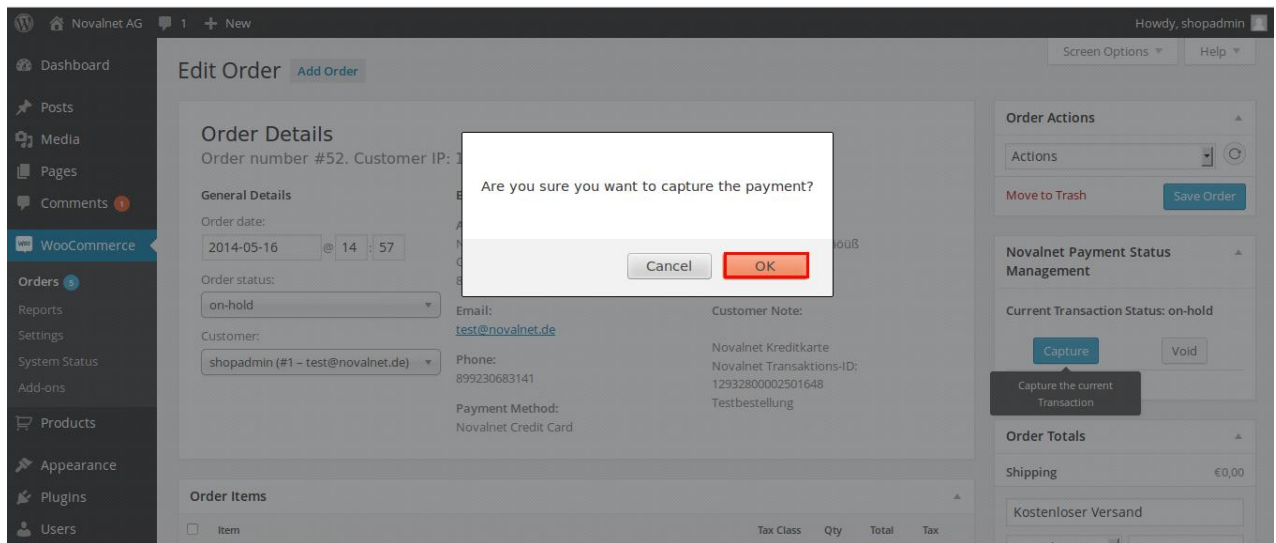 Novalnet AG 1 + New Howdy, shopadmin
Screen Options Help
Dashboard
Posts
Media
Pages
Comments 1
WooCommerce
Orders 5
Reports
Settings
System Status
Add-ons
Products
Appearance
Plugins
Users
Edit Order Add Order
Order Details
Order number #52. Customer IP: 1
General Details
Order date:
2014-05-16 @ 14 : 57
Order status:
on-hold
Customer:
shopadmin (#1 – test@novalnet.de)
Are you sure you want to capture the payment?
Cancel OK
Email:
test@novalnet.de
Phone:
899230683141
Payment Method:
Novalnet Credit Card
Customer Note:
Novalnet Kreditkarte
Novalnet Transaktions-ID:
12932800002501648
Testbestellung
Order Items
Item Tax Class Qty Total Tax
Order Actions
Actions
Move to Trash Save Order
Novalnet Payment Status
Management
Current Transaction Status: on-hold
Capture Void
Capture the current
Transaction
Order Totals
Shipping €0,00
Kostenloser Versand